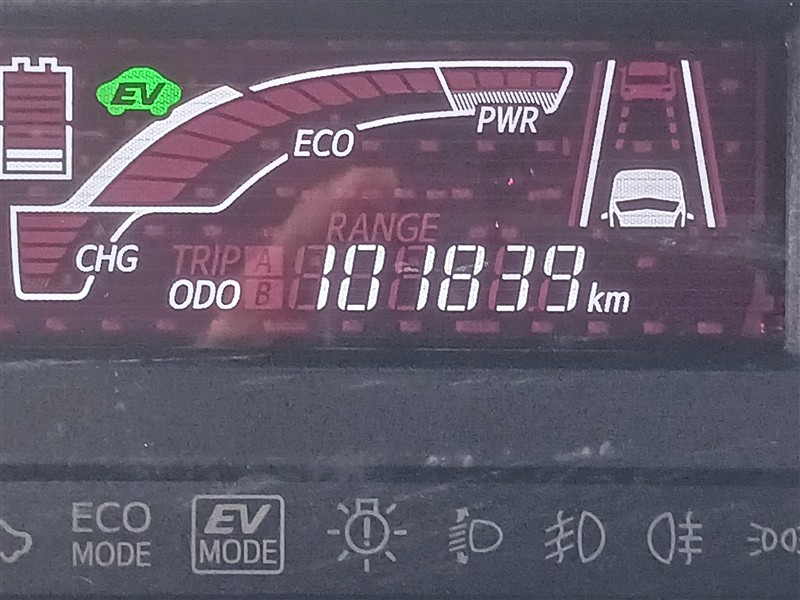 EV
ECO
PWR
CHG
RANGE
TRIP A
ODO B 101839 km
ECO MODE
EV MODE